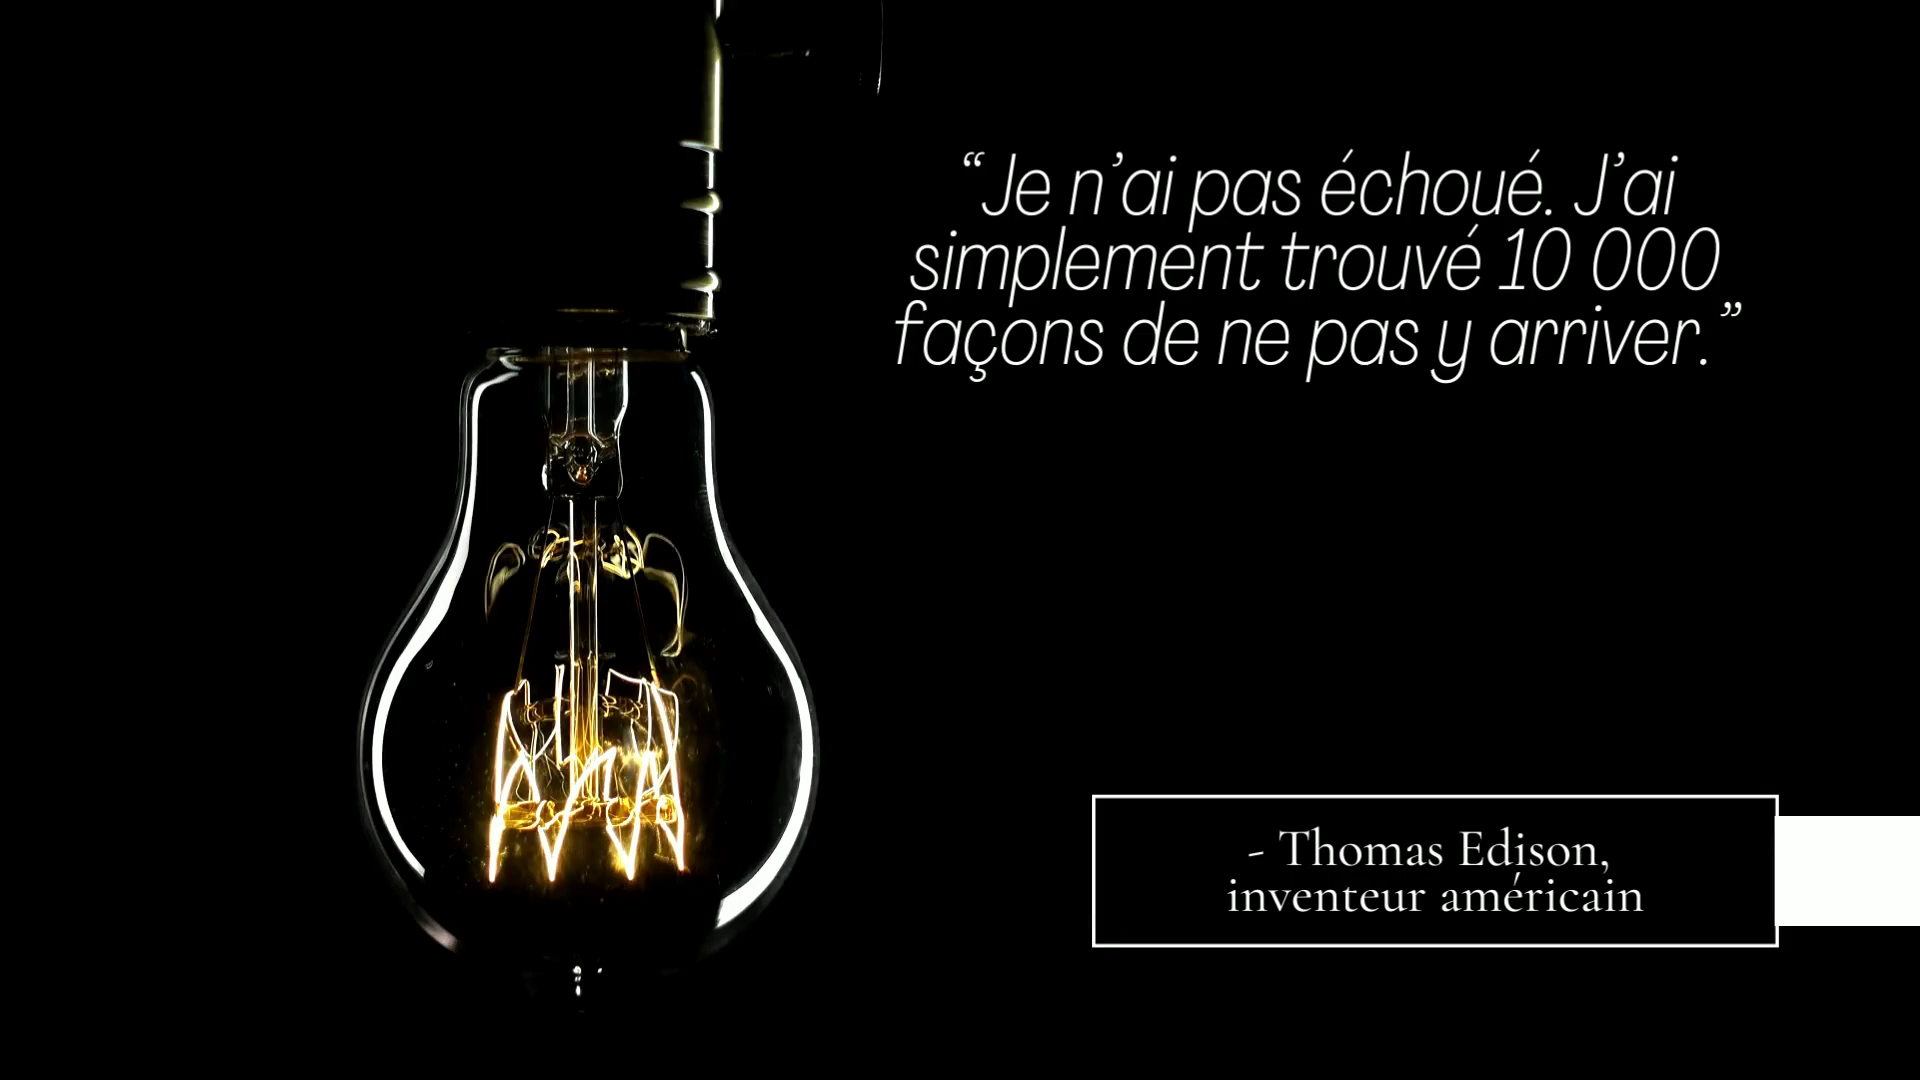 “Je n’ai pas échoué. J’ai
simplement trouvé 10 000
façons de ne pas y arriver.”
- Thomas Edison,
inventeur américain